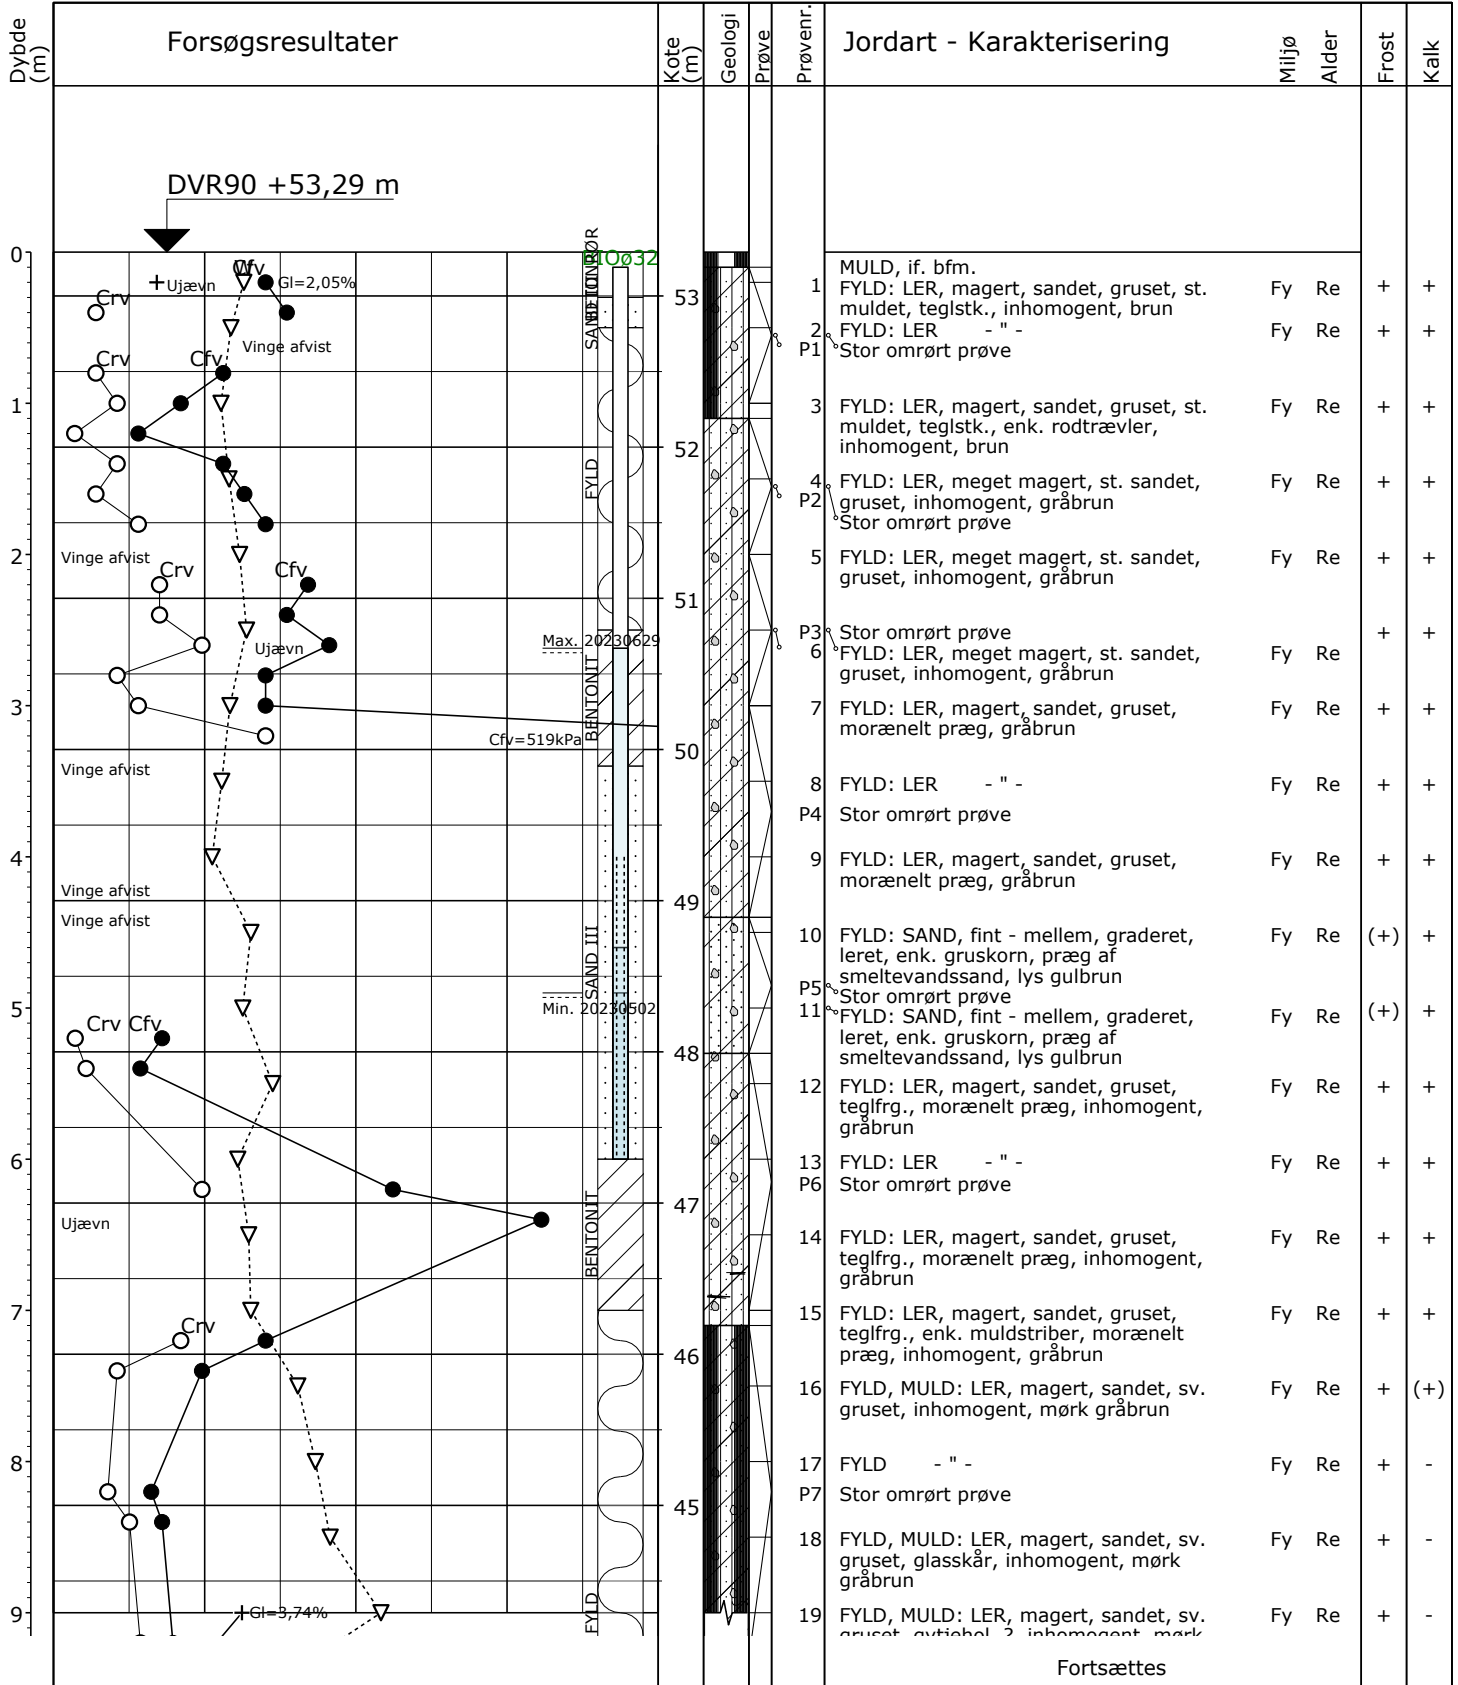 Dybde (m)
Forsøgsresultater
Kote (m)
Geologi
Prøve
Prøvenr.
Jordart - Karakterisering
Miljø
Alder
Frost
Kalk
DVR90 +53,29 m
0
Cfv
Gl=2,05%
Ujævn
Crv
53
MULD, if. bfm.
1 FYLD: LER, magert, sandet, gruset, st. Fy Re + +
muldet, teglstk., inhomogent, brun
2 FYLD: LER - " - Fy Re + +
P1 Stor omrørt prøve
Vinge afvist
Crv Cfv
1
3 FYLD: LER, magert, sandet, gruset, st. Fy Re + +
muldet, teglstk., enk. rodtrævler,
inhomogent, brun
52
FYLD
4 FYLD: LER, meget magert, st. sandet, Fy Re + +
P2 gruset, inhomogent, gråbrun
Stor omrørt prøve
2
Vinge afvist
5 FYLD: LER, meget magert, st. sandet, Fy Re + +
gruset, inhomogent, gråbrun
Crv Cfv
51
P3 Stor omrørt prøve + +
6 FYLD: LER, meget magert, st. sandet, Fy Re
gruset, inhomogent, gråbrun
Max. 20230629
Ujævn
BENTONIT
3
7 FYLD: LER, magert, sandet, gruset, Fy Re + +
morænelt præg, gråbrun
Cfv=519kPa
50
Vinge afvist
8 FYLD: LER - " - Fy Re + +
P4 Stor omrørt prøve
4
9 FYLD: LER, magert, sandet, gruset, Fy Re + +
morænelt præg, gråbrun
Vinge afvist
49
Vinge afvist
SAND III
10 FYLD: SAND, fint - mellem, graderet, Fy Re (+) +
leret, enk. gruskorn, præg af
smeltevandssand, lys gulbrun
P5 Stor omrørt prøve
5
Min. 20230502
11 FYLD: SAND, fint - mellem, graderet, Fy Re (+) +
leret, enk. gruskorn, præg af
smeltevandssand, lys gulbrun
Crv Cfv
48
12 FYLD: LER, magert, sandet, gruset, Fy Re + +
teglfrg., morænelt præg, inhomogent,
gråbrun
6
13 FYLD: LER - " - Fy Re + +
P6 Stor omrørt prøve
47
Ujævn
BENTONIT
14 FYLD: LER, magert, sandet, gruset, Fy Re + +
teglfrg., morænelt præg, inhomogent,
gråbrun
7
15 FYLD: LER, magert, sandet, gruset, Fy Re + +
teglfrg., enk. muldstriber, morænelt
præg, inhomogent, gråbrun
Crv
46
16 FYLD, MULD: LER, magert, sandet, sv. Fy Re + (+)
gruset, inhomogent, mørk gråbrun
8
17 FYLD - " - Fy Re + -
P7 Stor omrørt prøve
45
18 FYLD, MULD: LER, magert, sandet, sv. Fy Re + -
gruset, glasskår, inhomogent, mørk
gråbrun
9
Gl=3,74%
FYLD
19 FYLD, MULD: LER, magert, sandet, sv. Fy Re + -
gruset, gytjehol. ?, inhomogent, mørk
Fortsættes